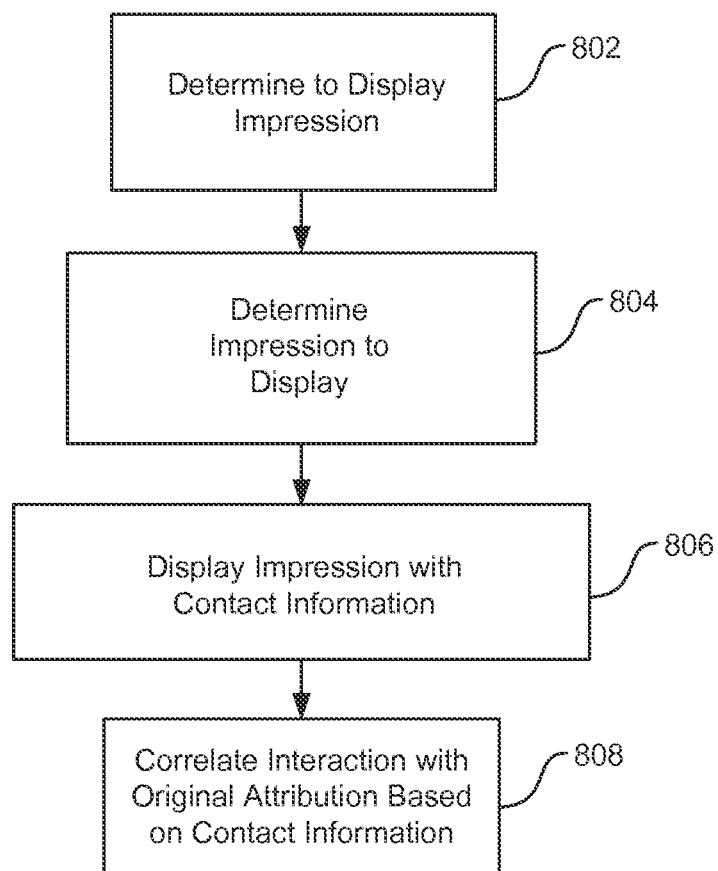 Determine to Display
Impression
802
Determine
Impression to
Display
804
Display Impression with
Contact Information
806
Correlate Interaction with
Original Attribution Based
on Contact Information
808